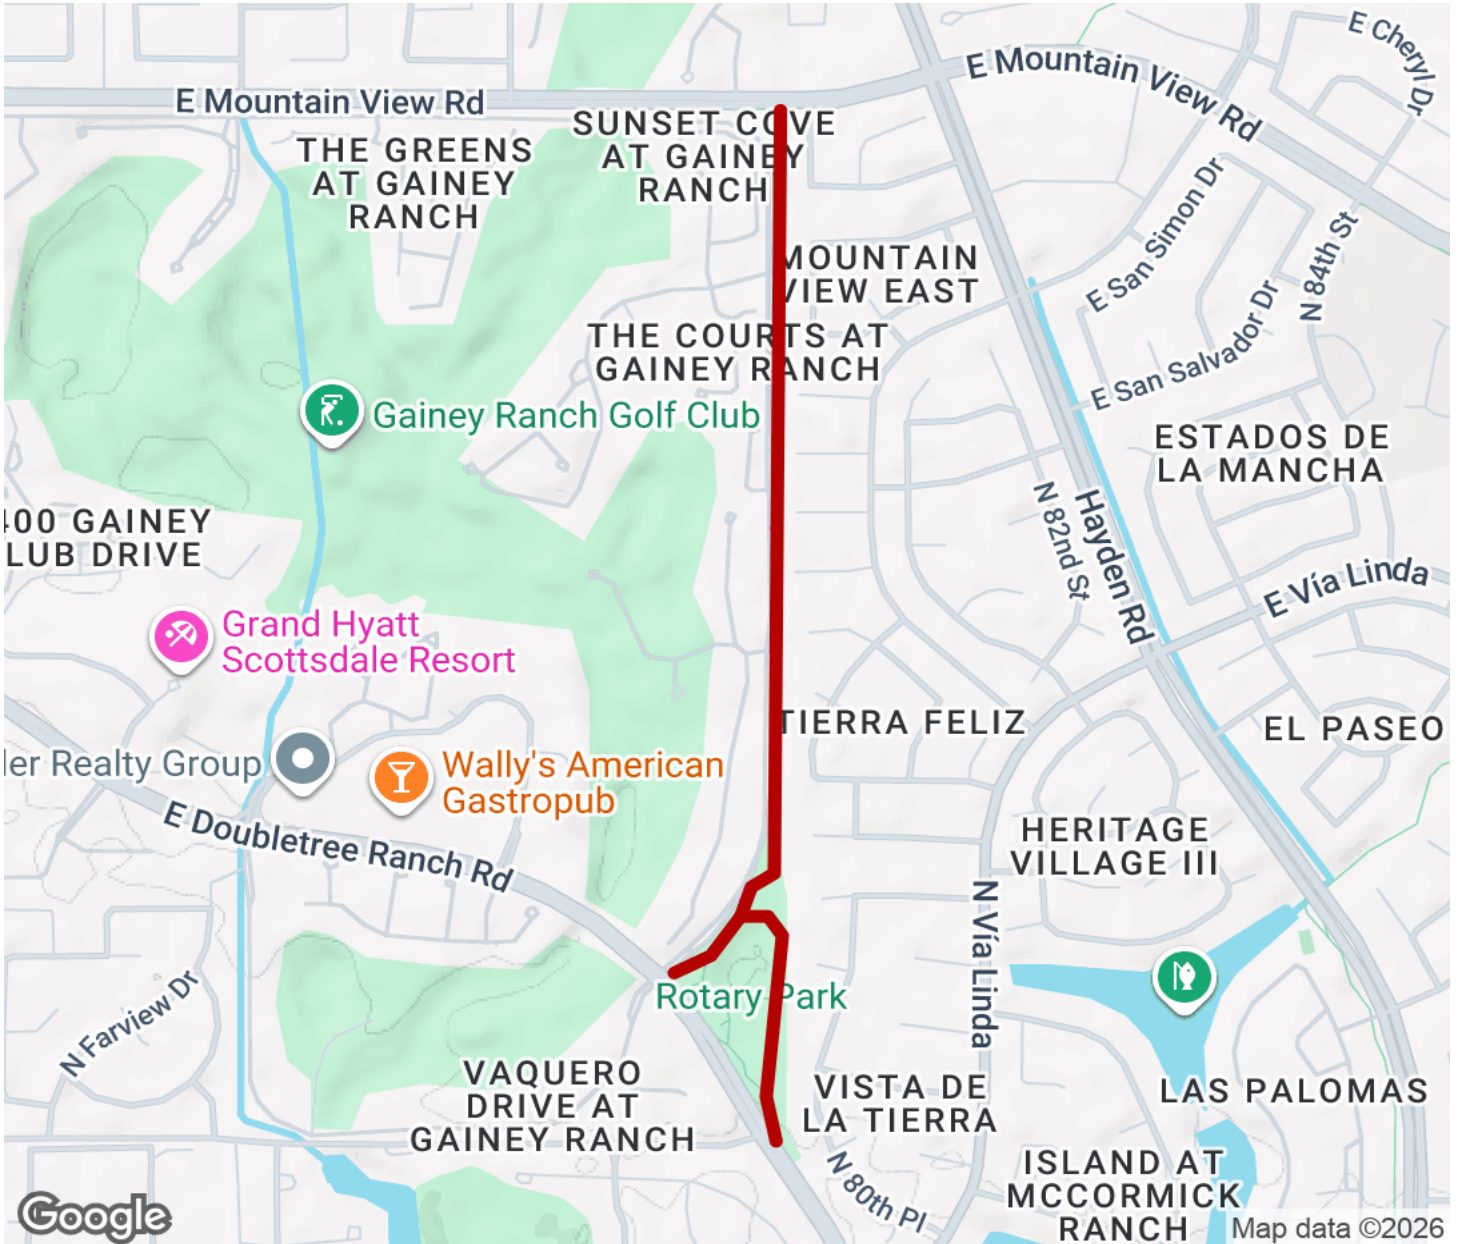 E Cheryl Dr
E Mountain View Rd
E Mountain View Rd
SUNSET COVE
AT GAINEY
RANCH
THE GREENS
AT GAINEY
RANCH
E San Simon Dr
N 84th St
MOUNTAIN
VIEW EAST
E San Salvador Dr
THE COURTS AT
GAINEY RANCH
Gainey Ranch Golf Club
ESTADOS DE
LA MANCHA
400 GAINEY
LUB DRIVE
N 82nd St
Hayden Rd
E Vía Linda
Grand Hyatt
Scottsdale Resort
TIERRA FELIZ
EL PASEO
ler Realty Group
Wally's American
Gastropub
E Doubletree Ranch Rd
HERITAGE
VILLAGE III
N Vía Linda
Rotary Park
N Farview Dr
VAQUERO
DRIVE AT
GAINEY RANCH
VISTA DE
LA TIERRA
LAS PALOMAS
N 80th Pl
ISLAND AT
MCCORMICK
RANCH
Google
Map data ©2026